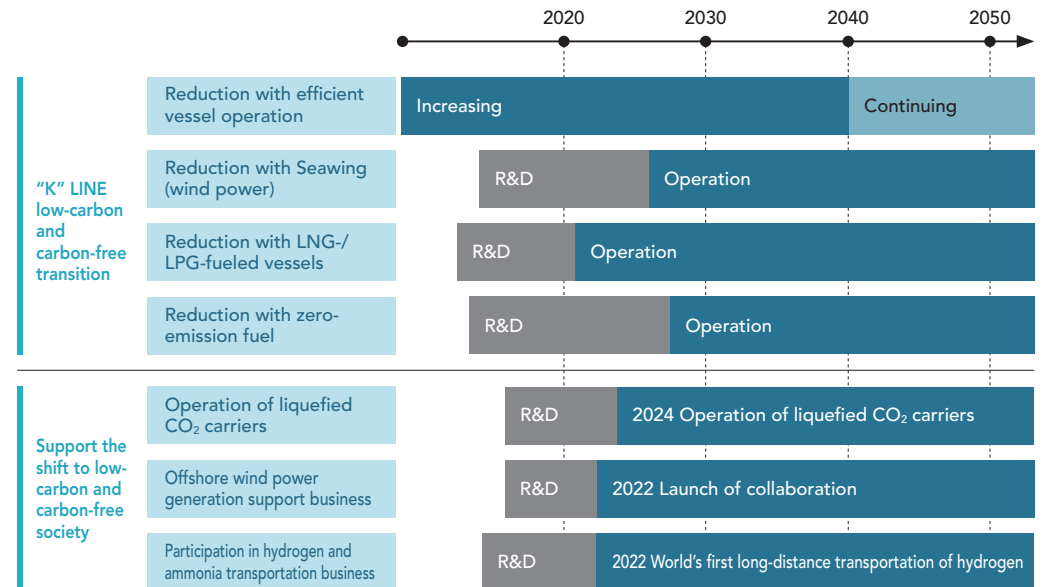 2020 2030 2040 2050
"K" LINE
low-carbon
and
carbon-free
transition
Reduction with efficient
vessel operation
Increasing
Continuing
Reduction with Seawing
(wind power)
R&D
Operation
Reduction with LNG-/
LPG-fueled vessels
R&D
Operation
Reduction with zero-
emission fuel
R&D
Operation
Support the
shift to low-
carbon and
carbon-free
society
Operation of liquefied
CO₂ carriers
R&D
2024 Operation of liquefied CO₂ carriers
Offshore wind power
generation support business
R&D
2022 Launch of collaboration
Participation in hydrogen and
ammonia transportation business
R&D
2022 World's first long-distance transportation of hydrogen